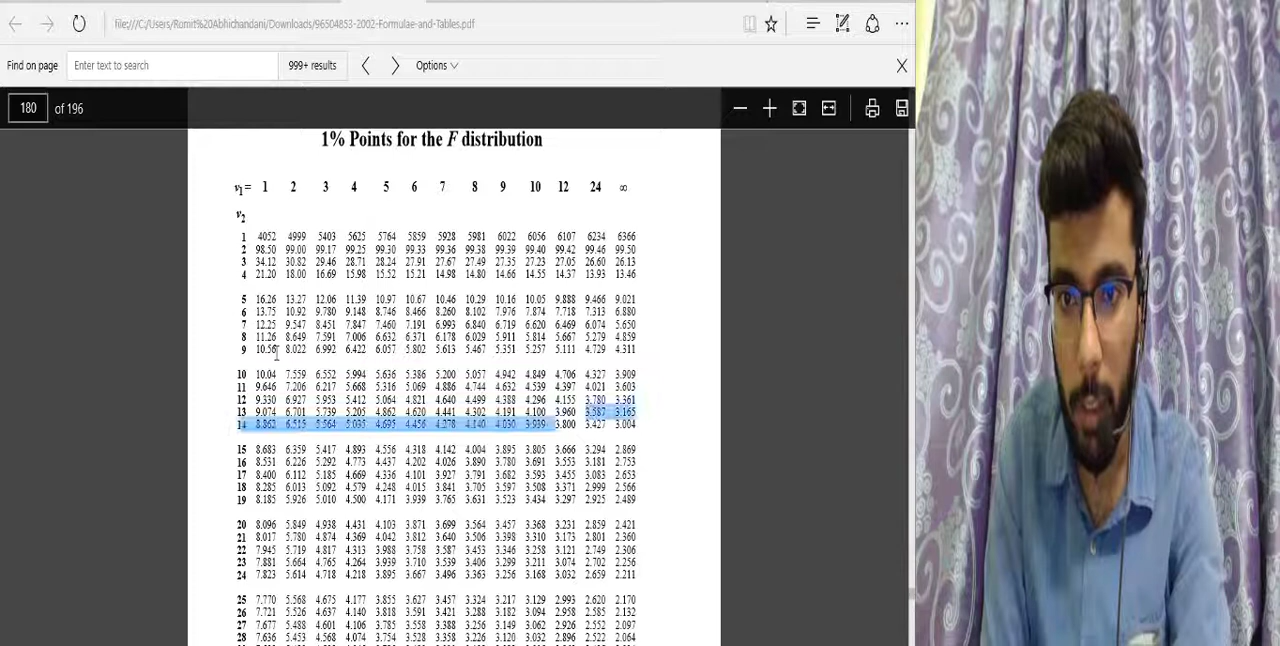 file:///C:/Users/Romit%20Abhichandani/Downloads/96504853-2002-Formulae-and-Tables.pdf
Find on page Enter text to search 999+ results Options
180 of 196
1% Points for the F distribution
v1= 1 2 3 4 5 6 7 8 9 10 12 24 ∞
v2
1 4052 4999 5403 5625 5764 5859 5928 5981 6022 6056 6107 6234 6366
2 98.50 99.00 99.17 99.25 99.30 99.33 99.36 99.38 99.39 99.40 99.42 99.46 99.50
3 34.12 30.82 29.46 28.71 28.24 27.91 27.67 27.49 27.35 27.23 27.05 26.60 26.13
4 21.20 18.00 16.69 15.98 15.52 15.21 14.98 14.80 14.66 14.55 14.37 13.93 13.46
5 16.26 13.27 12.06 11.39 10.97 10.67 10.46 10.29 10.16 10.05 9.888 9.466 9.021
6 13.75 10.92 9.780 9.148 8.746 8.466 8.260 8.102 7.976 7.874 7.718 7.313 6.880
7 12.25 9.547 8.451 7.847 7.460 7.191 6.993 6.840 6.719 6.620 6.469 6.074 5.650
8 11.26 8.649 7.591 7.006 6.632 6.371 6.178 6.029 5.911 5.814 5.667 5.279 4.859
9 10.56 8.022 6.992 6.422 6.057 5.802 5.613 5.467 5.351 5.257 5.111 4.729 4.311
10 10.04 7.559 6.552 5.994 5.636 5.386 5.200 5.057 4.942 4.849 4.706 4.327 3.909
11 9.646 7.206 6.217 5.668 5.316 5.069 4.886 4.744 4.632 4.539 4.397 4.021 3.603
12 9.330 6.927 5.953 5.412 5.064 4.821 4.640 4.499 4.388 4.296 4.155 3.780 3.361
13 9.074 6.701 5.739 5.205 4.862 4.620 4.441 4.302 4.191 4.100 3.960 3.587 3.165
14 8.862 6.515 5.564 5.035 4.695 4.456 4.278 4.140 4.030 3.939 3.800 3.427 3.004
15 8.683 6.359 5.417 4.893 4.556 4.318 4.142 4.004 3.895 3.805 3.666 3.294 2.869
16 8.531 6.226 5.292 4.773 4.437 4.202 4.026 3.890 3.780 3.691 3.553 3.181 2.753
17 8.400 6.112 5.185 4.669 4.336 4.101 3.927 3.791 3.682 3.593 3.455 3.083 2.653
18 8.285 6.013 5.092 4.579 4.248 4.015 3.841 3.705 3.597 3.508 3.371 2.999 2.566
19 8.185 5.926 5.010 4.500 4.171 3.939 3.765 3.631 3.523 3.434 3.297 2.925 2.489
20 8.096 5.849 4.938 4.431 4.103 3.871 3.699 3.564 3.457 3.368 3.231 2.859 2.421
21 8.017 5.780 4.874 4.369 4.042 3.812 3.640 3.506 3.398 3.310 3.173 2.801 2.360
22 7.945 5.719 4.817 4.313 3.988 3.758 3.587 3.453 3.346 3.258 3.121 2.749 2.306
23 7.881 5.664 4.765 4.264 3.939 3.710 3.539 3.406 3.299 3.211 3.074 2.702 2.256
24 7.823 5.614 4.718 4.218 3.895 3.667 3.496 3.363 3.256 3.168 3.032 2.659 2.211
25 7.770 5.568 4.675 4.177 3.855 3.627 3.457 3.324 3.217 3.129 2.993 2.620 2.170
26 7.721 5.526 4.637 4.140 3.818 3.591 3.421 3.288 3.182 3.094 2.958 2.585 2.132
27 7.677 5.488 4.601 4.106 3.785 3.558 3.388 3.256 3.149 3.062 2.926 2.552 2.097
28 7.636 5.453 4.568 4.074 3.754 3.528 3.358 3.226 3.120 3.032 2.896 2.522 2.064